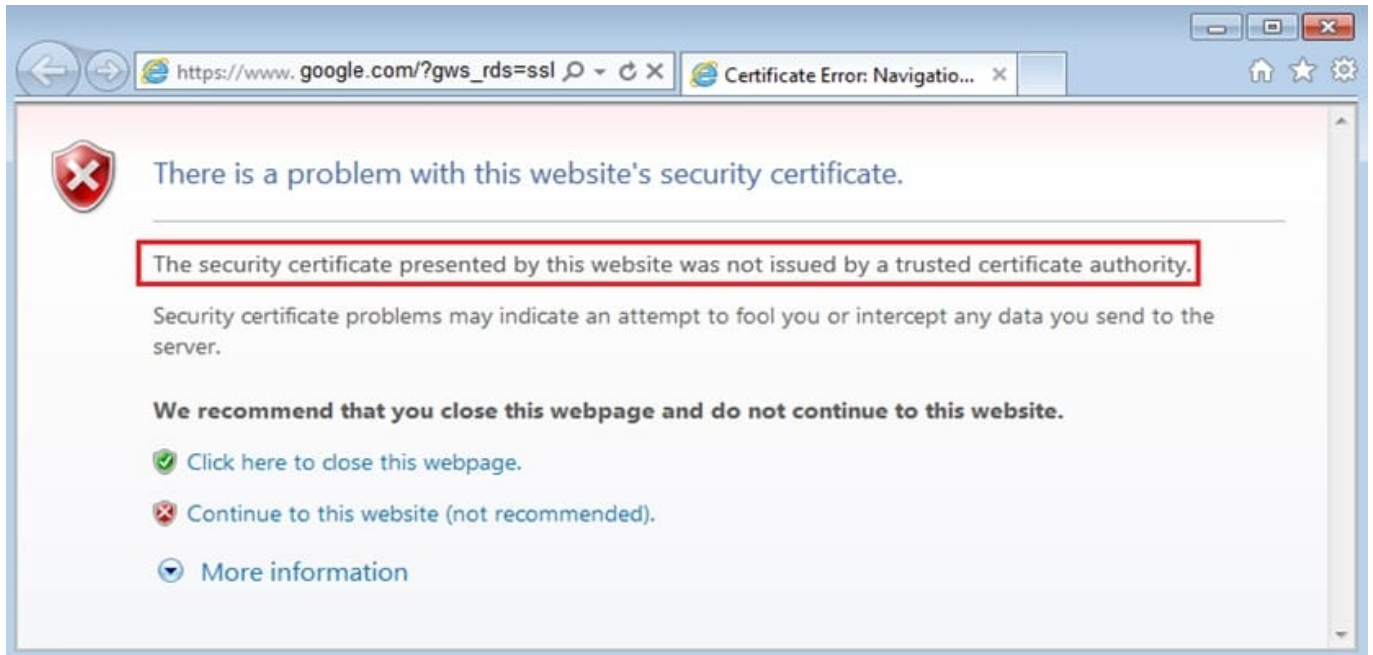 https://www. google.com/?gws_rds=ssl
Certificate Error: Navigatio...
There is a problem with this website's security certificate.
The security certificate presented by this website was not issued by a trusted certificate authority.
Security certificate problems may indicate an attempt to fool you or intercept any data you send to the
server.
We recommend that you close this webpage and do not continue to this website.
Click here to close this webpage.
Continue to this website (not recommended).
More information